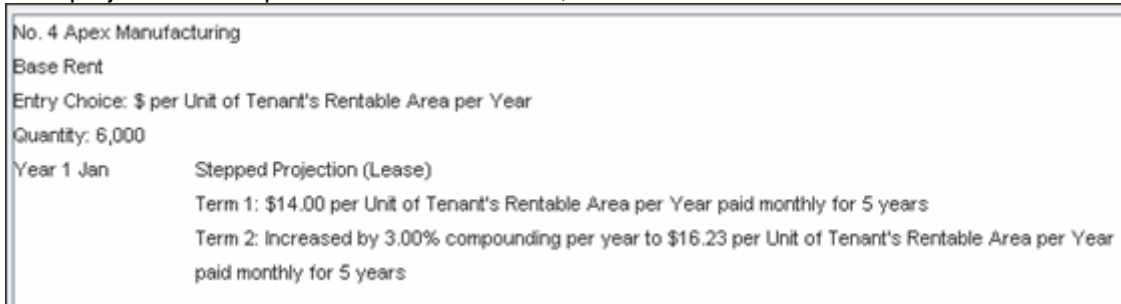 No. 4 Apex Manufacturing
Base Rent
Entry Choice: $ per Unit of Tenant's Rentable Area per Year
Quantity: 6,000
Year 1 Jan Stepped Projection (Lease)
Term 1: $14.00 per Unit of Tenant's Rentable Area per Year paid monthly for 5 years
Term 2: Increased by 3.00% compounding per year to $16.23 per Unit of Tenant's Rentable Area per Year
paid monthly for 5 years